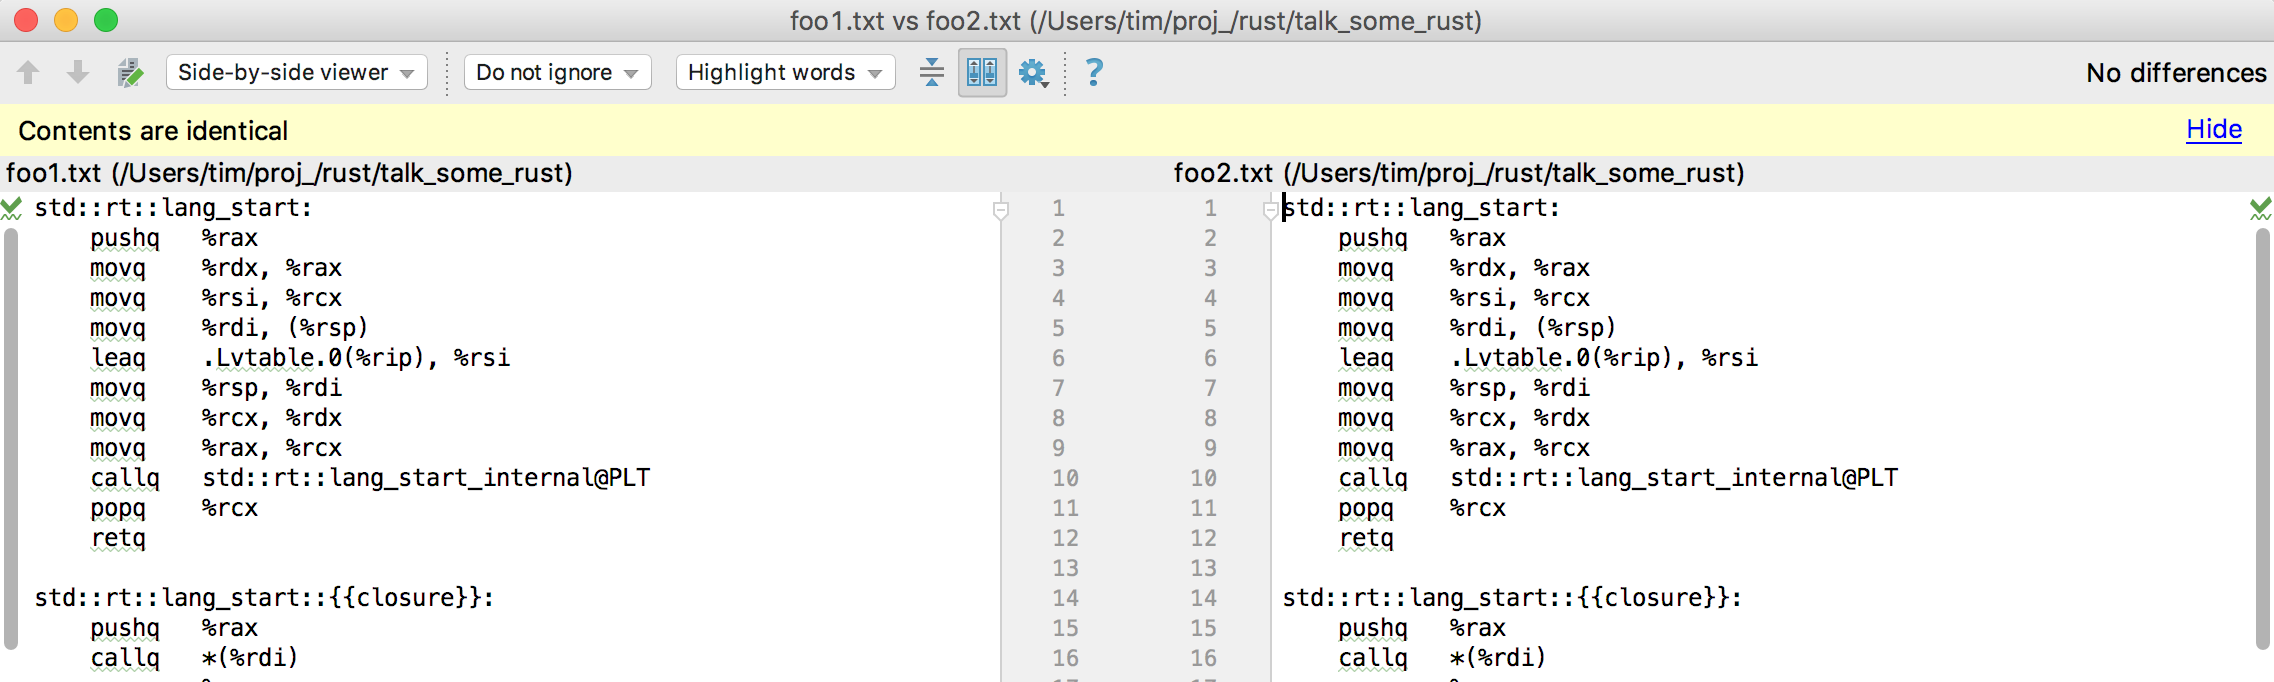 foo1.txt vs foo2.txt (/Users/tim/proj_/rust/talk_some_rust)
Side-by-side viewer Do not ignore Highlight words ? No differences
Contents are identical Hide
foo1.txt (/Users/tim/proj_/rust/talk_some_rust) foo2.txt (/Users/tim/proj_/rust/talk_some_rust)
std::rt::lang_start: 1 1 std::rt::lang_start:
pushq %rax 2 2 pushq %rax
movq %rdx, %rax 3 3 movq %rdx, %rax
movq %rsi, %rcx 4 4 movq %rsi, %rcx
movq %rdi, (%rsp) 5 5 movq %rdi, (%rsp)
leaq .Lvtable.0(%rip), %rsi 6 6 leaq .Lvtable.0(%rip), %rsi
movq %rsp, %rdi 7 7 movq %rsp, %rdi
movq %rcx, %rdx 8 8 movq %rcx, %rdx
movq %rax, %rcx 9 9 movq %rax, %rcx
callq std::rt::lang_start_internal@PLT 10 10 callq std::rt::lang_start_internal@PLT
popq %rcx 11 11 popq %rcx
retq 12 12 retq
13 13
std::rt::lang_start::{{closure}}: 14 14 std::rt::lang_start::{{closure}}:
pushq %rax 15 15 pushq %rax
callq *(%rdi) 16 16 callq *(%rdi)